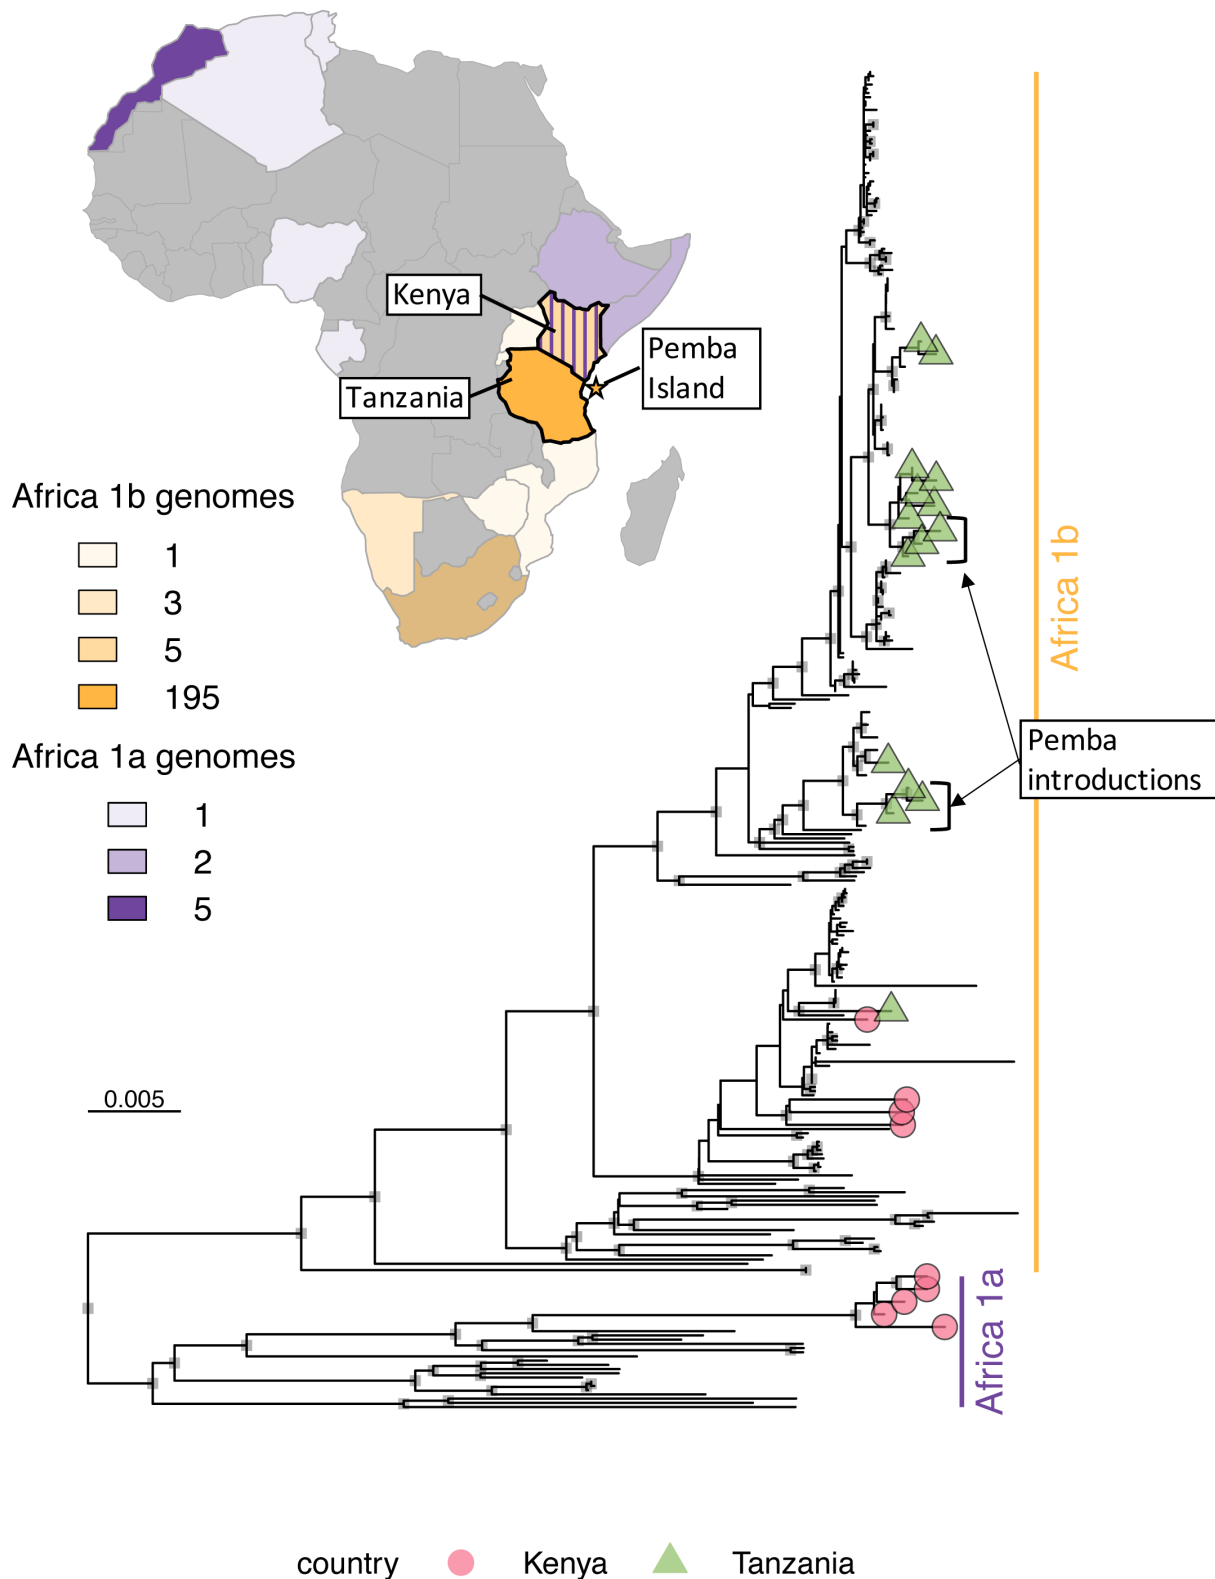 Kenya
Pemba
Island
Tanzania
Africa 1b genomes
1
3
5
195
Africa 1a genomes
1
2
5
Africa 1b
Pemba
introductions
0.005
Africa 1a
country
Kenya
Tanzania